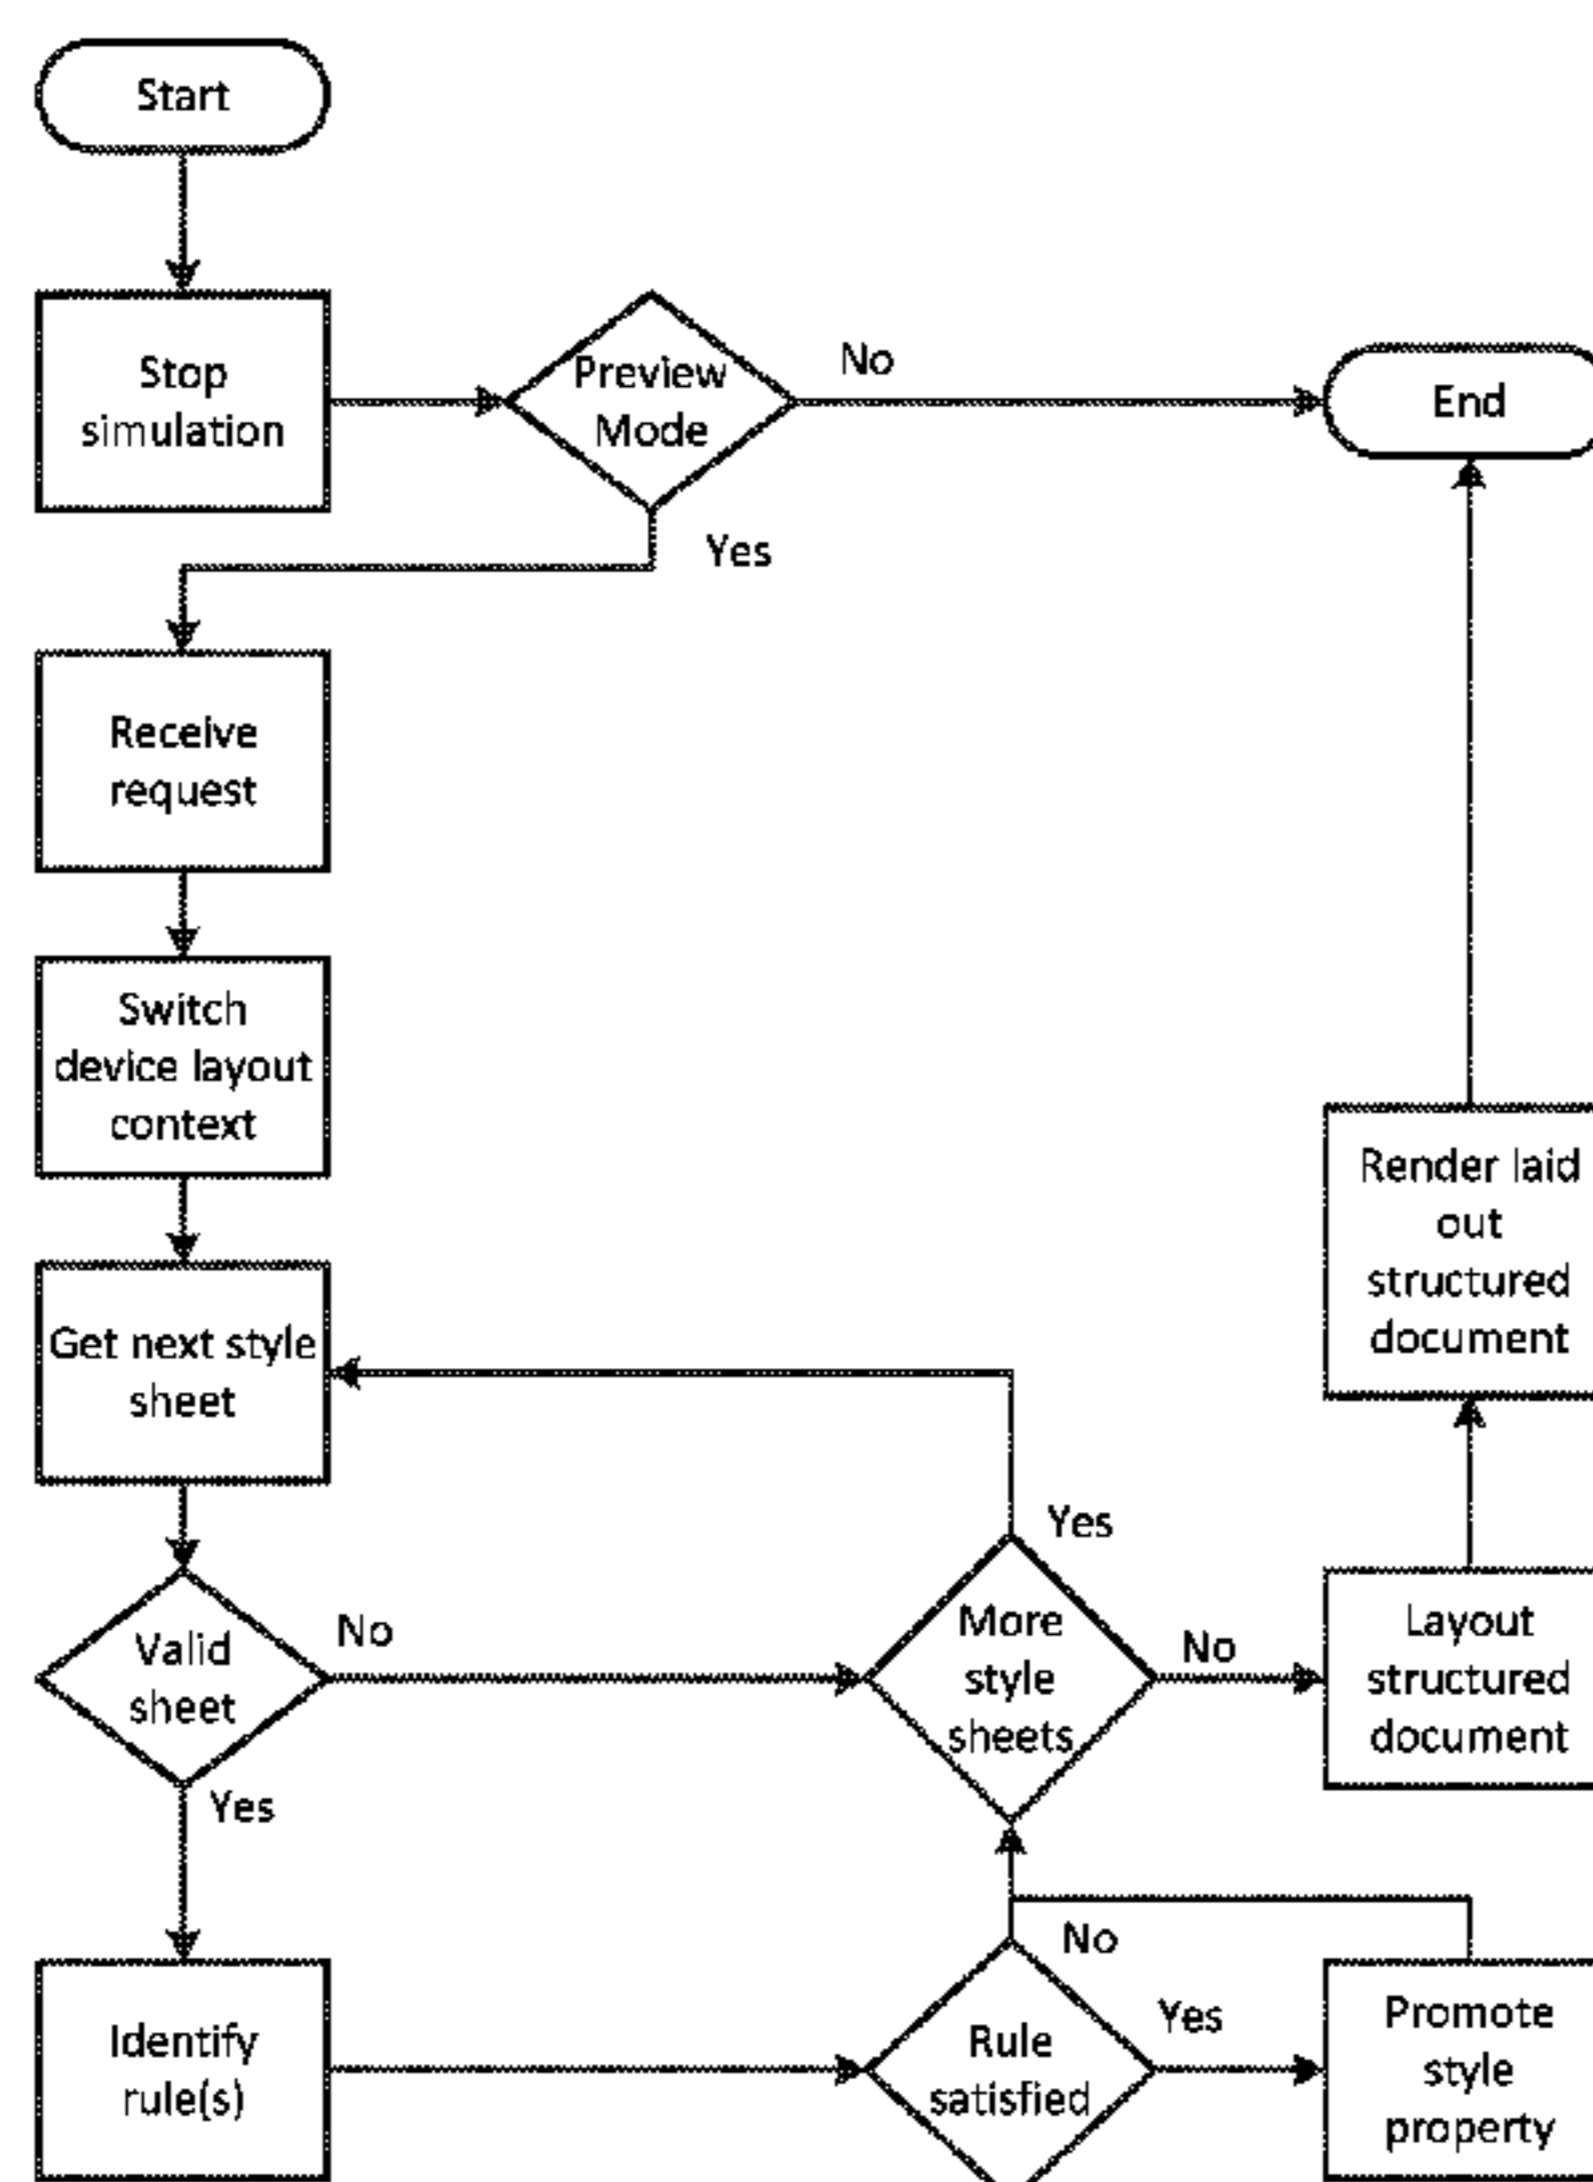 Start
Stop
simulation
Preview
Mode
No
End
Yes
Receive
request
Switch
device layout
context
Render laid
out
structured
document
Get next style
sheet
Yes
Valid
sheet
No
More
style
sheets
No
Layout
structured
document
Yes
Identify
rule(s)
No
Rule
satisfied
Yes
Promote
style
property